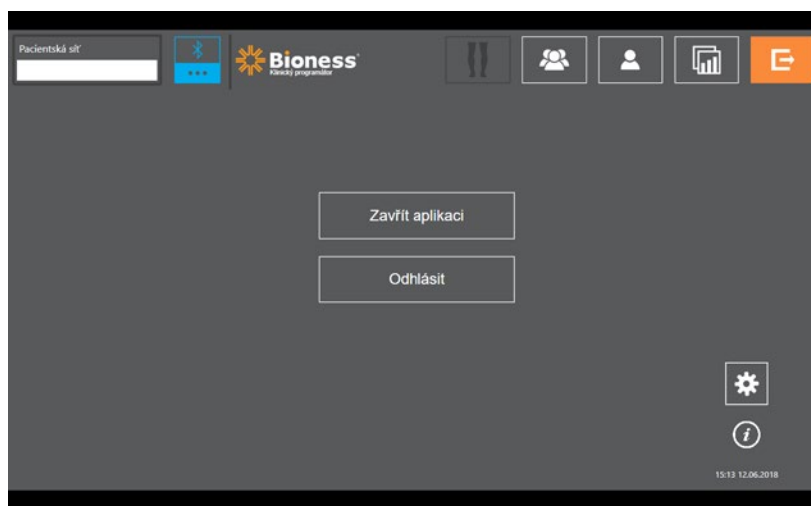 Pacientská síť
Bioness
Klinický programátor
Zavřít aplikaci
Odhlásit
15:13 12.06.2018